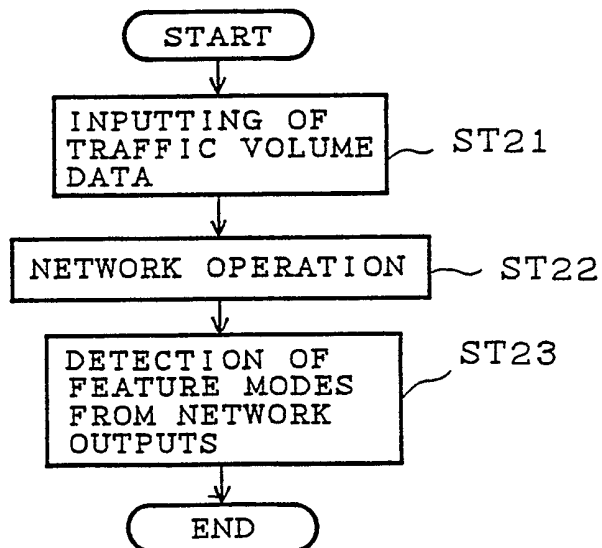 START
INPUTTING OF
TRAFFIC VOLUME
DATA
ST21
NETWORK OPERATION
ST22
DETECTION OF
FEATURE MODES
FROM NETWORK
OUTPUTS
ST23
END